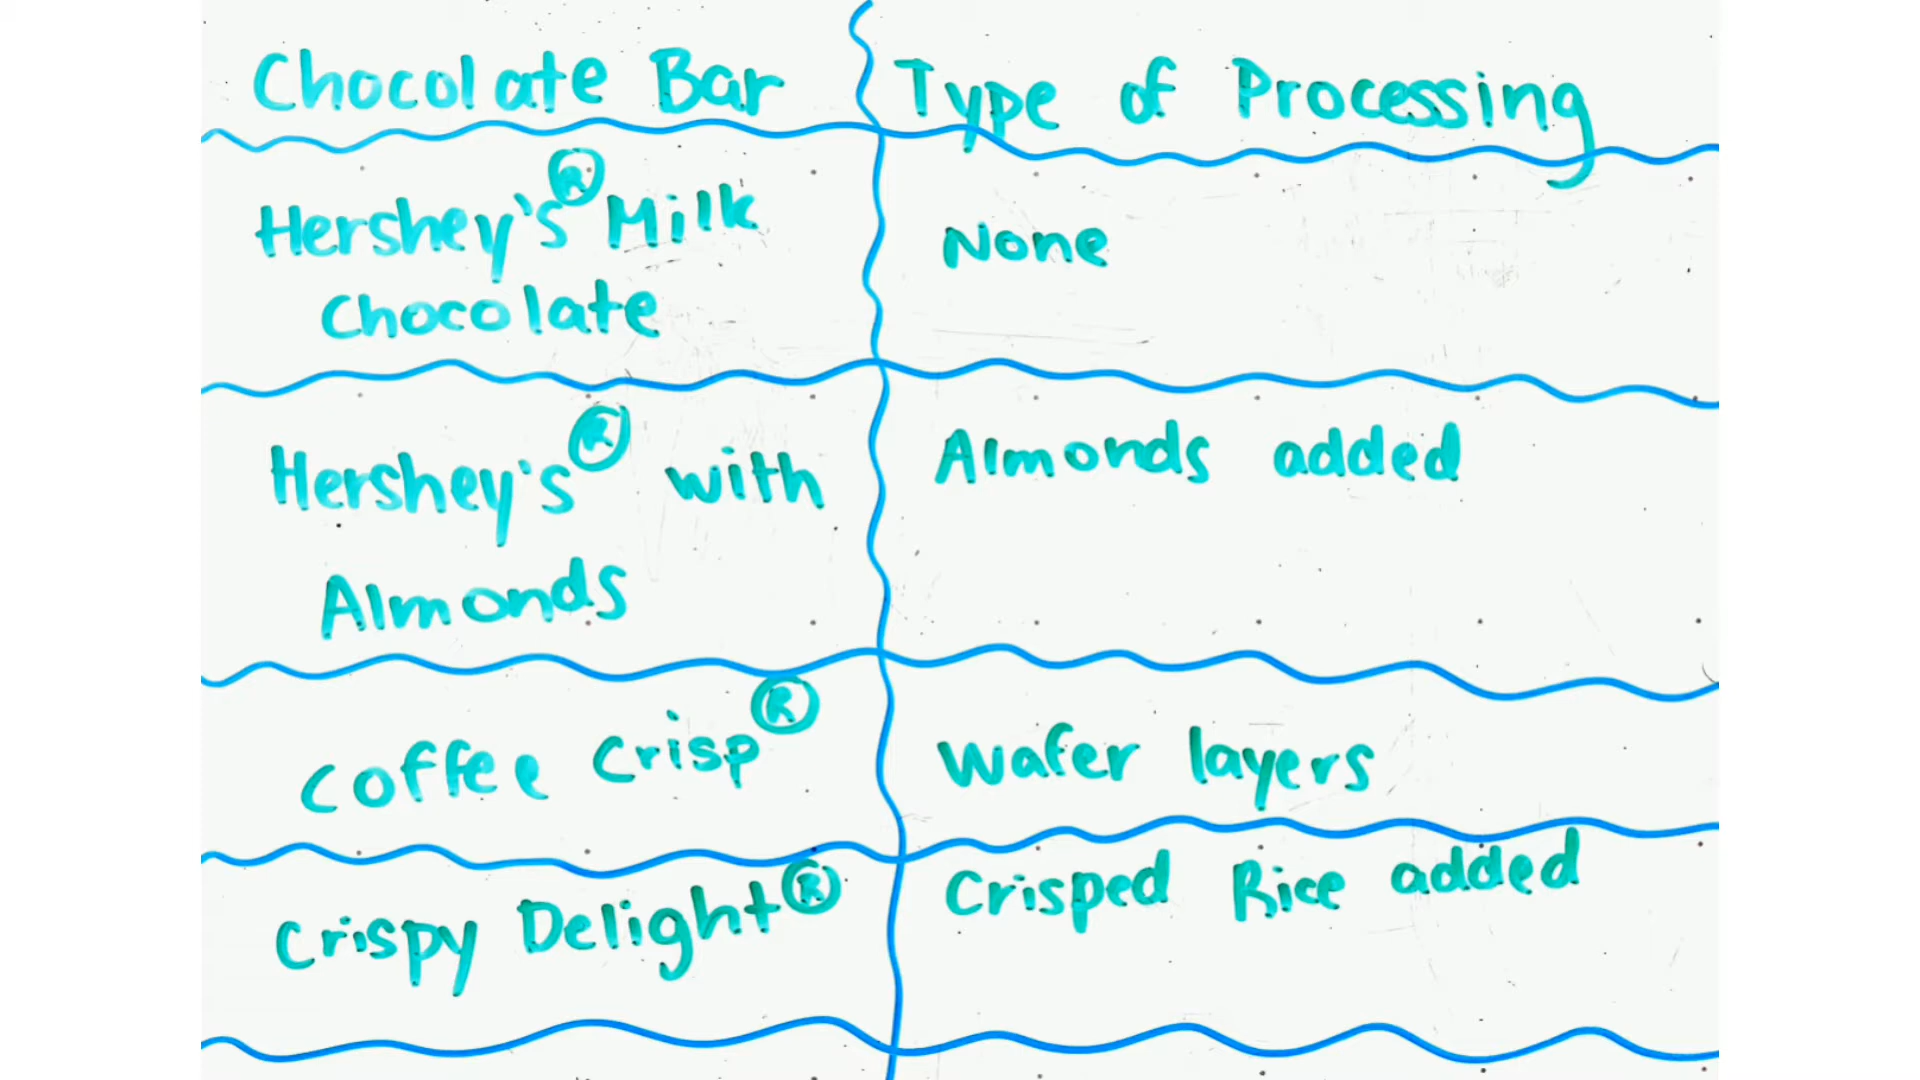 Chocolate Bar
Type of Processing
Hershey's® Milk
Chocolate
None
Hershey's® with
Almonds
Almonds added
Coffee Crisp®
Wafer layers
Crispy Delight®
Crisped Rice added